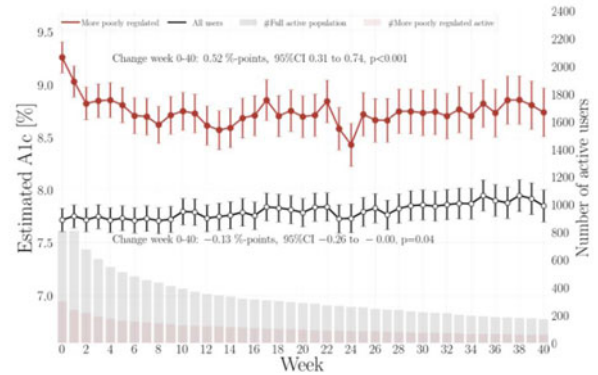 More poorly regulated All users #Full active population #More poorly regulated active
Change week 0-40: 0.52 %-points, 95%CI 0.31 to 0.74, p<0.001
Change week 0-40: −0.13 %-points, 95%CI −0.26 to − 0.00, p=0.04
Estimated A1c [%]
9.5
9.0
8.5
8.0
7.5
7.0
Number of active users
2400
2200
2000
1800
1600
1400
1200
1000
800
600
400
200
0
0 2 4 6 8 10 12 14 16 18 20 22 24 26 28 30 32 34 36 38 40
Week